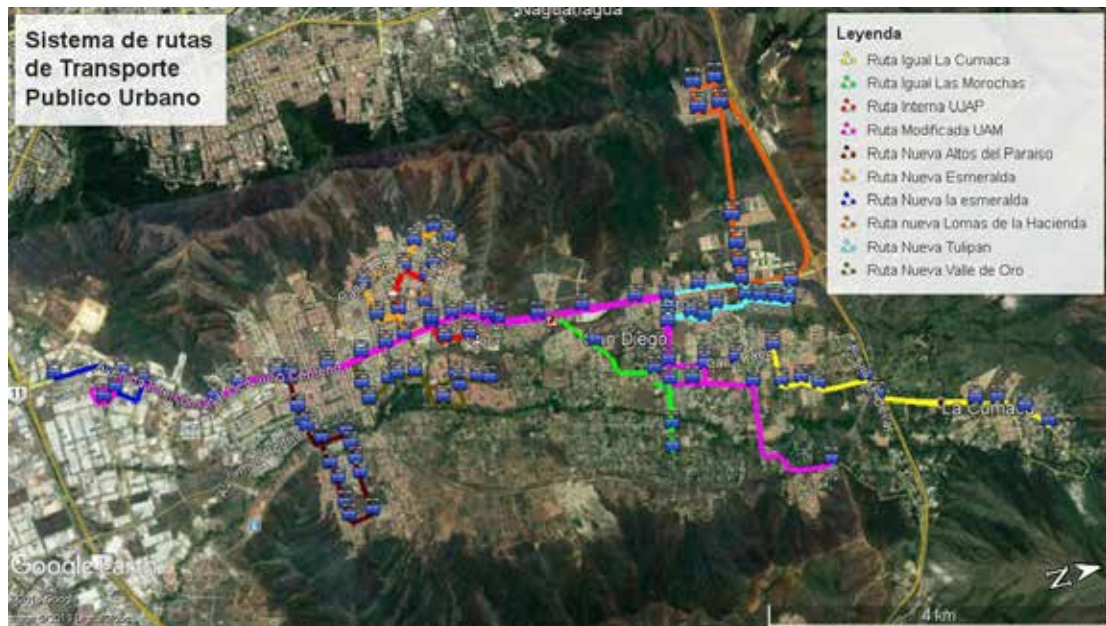 Naguanagua
Sistema de rutas
de Transporte
Publico Urbano
Leyenda
Ruta Igual La Cumaca
Ruta Igual Las Morochas
Ruta Interna UJAP
Ruta Modificada UAM
Ruta Nueva Altos del Paraiso
Ruta Nueva Esmeralda
Ruta Nueva la esmeralda
Ruta nueva Lomas de la Hacienda
Ruta Nueva Tulipan
Ruta Nueva Valle de Oro
San Diego
11
La Cumaca
Google Earth
N
4 km